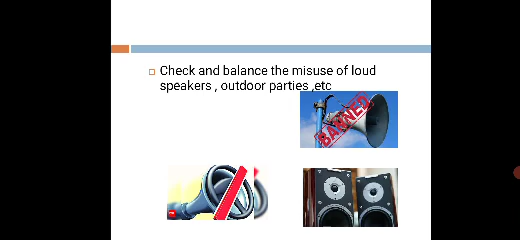 Check and balance the misuse of loud
speakers , outdoor parties ,etc
BANNED